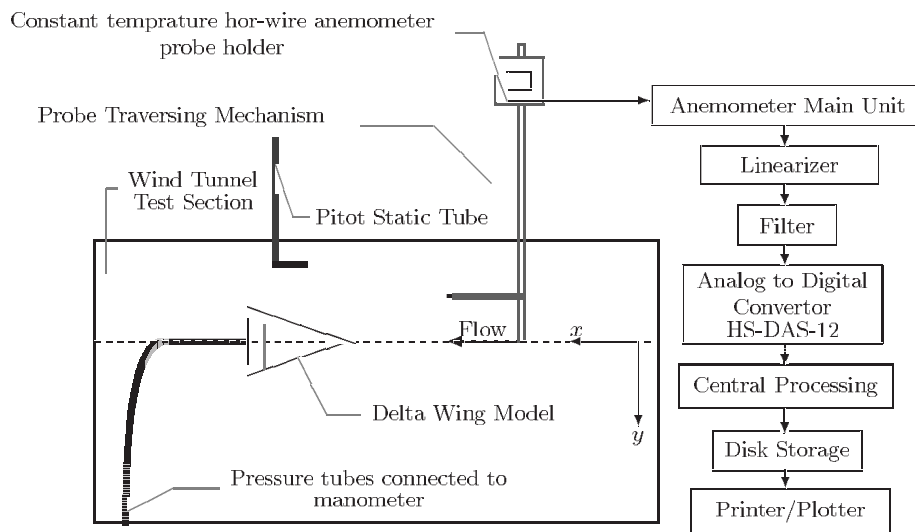 Constant temprature hor-wire anemometer
probe holder
Probe Traversing Mechanism
Wind Tunnel
Test Section
Pitot Static Tube
Flow
x
y
Delta Wing Model
Pressure tubes connected to
manometer
Anemometer Main Unit
Linearizer
Filter
Analog to Digital
Convertor
HS-DAS-12
Central Processing
Disk Storage
Printer/Plotter